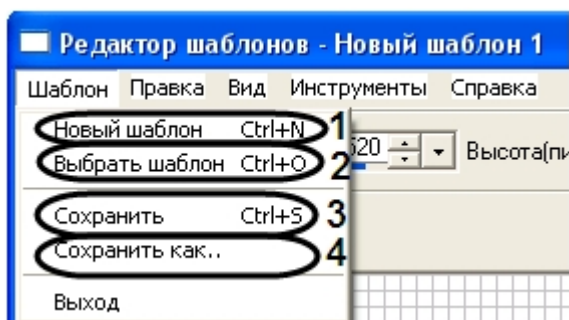 Редактор шаблонов - Новый шаблон 1
Шаблон Правка Вид Инструменты Справка
Новый шаблон Ctrl+N 1
520 Высота(пи
Выбрать шаблон Ctrl+O 2
Сохранить Ctrl+S 3
Сохранить как.. 4
Выход